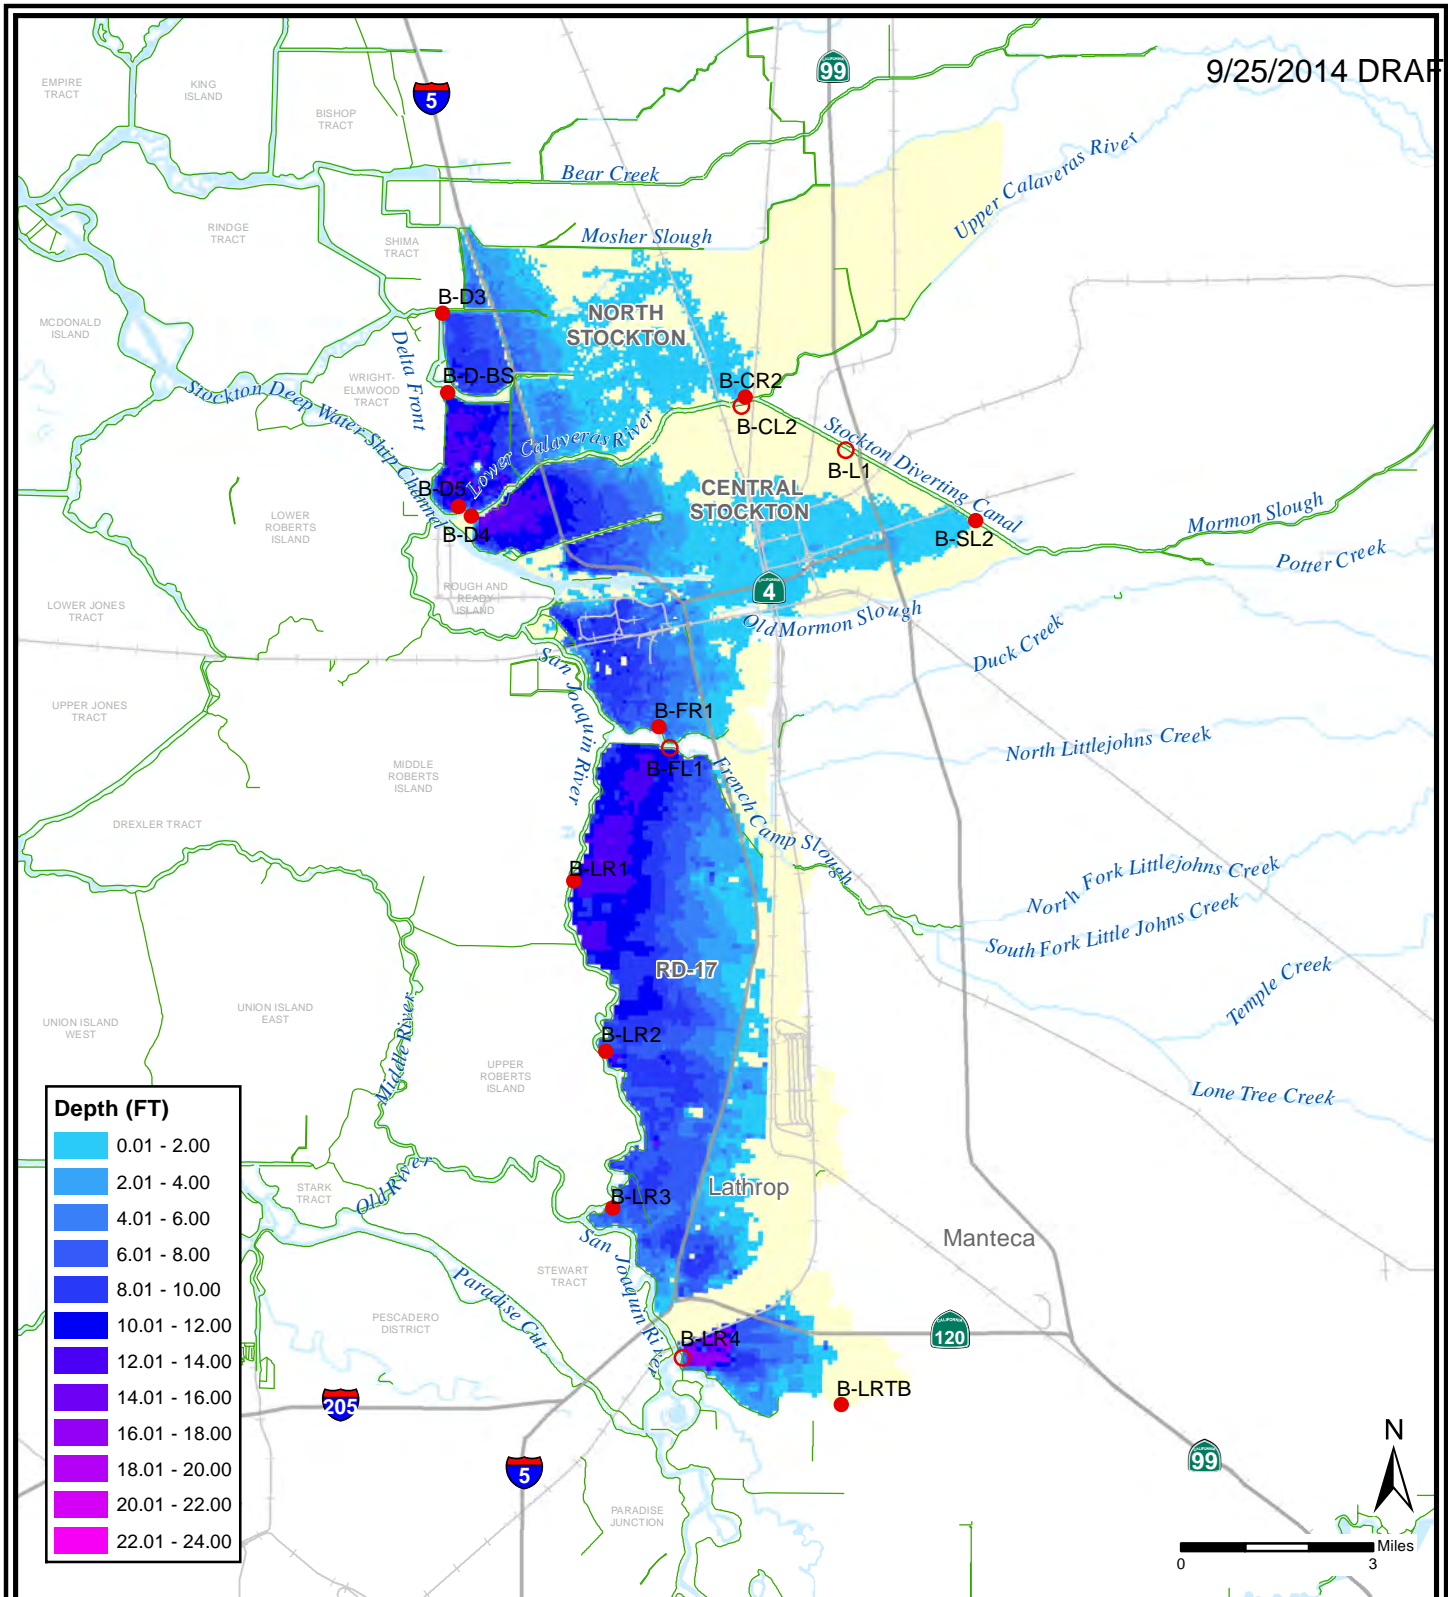 9/25/2014 DRAF
EMPIRE
TRACT
KING
ISLAND
BISHOP
TRACT
5
CALIFORNIA
99
Bear Creek
Upper Calaveras River
Mosher Slough
RINDGE
TRACT
SHIMA
TRACT
B-D3
NORTH
STOCKTON
MCDONALD
ISLAND
Delta Front
WRIGHT-
ELMWOOD
TRACT
B-D-BS
B-CR2
B-CL2
Stockton Deep Water Ship Channel
Lower Calaveras River
Stockton Diverting Canal
B-L1
CENTRAL
STOCKTON
B-D5
B-D4
B-SL2
Mormon Slough
Potter Creek
LOWER
ROBERTS
ISLAND
ROUGH AND
READY
ISLAND
CALIFORNIA
4
Old Mormon Slough
LOWER JONES
TRACT
Duck Creek
San Joaquin River
UPPER JONES
TRACT
B-FR1
B-FL1
North Littlejohns Creek
MIDDLE
ROBERTS
ISLAND
French Camp Slough
DREXLER TRACT
B-LR1
North Fork Littlejohns Creek
South Fork Little Johns Creek
RD-17
Temple Creek
UNION ISLAND
WEST
UNION ISLAND
EAST
Middle River
B-LR2
UPPER
ROBERTS
ISLAND
Lone Tree Creek
Depth (FT)
0.01 - 2.00
2.01 - 4.00
4.01 - 6.00
6.01 - 8.00
8.01 - 10.00
10.01 - 12.00
12.01 - 14.00
14.01 - 16.00
16.01 - 18.00
18.01 - 20.00
20.01 - 22.00
22.01 - 24.00
STARK
TRACT
Old River
B-LR3
Lathrop
Manteca
San Joaquin River
STEWART
TRACT
Paradise Cut
PESCADERO
DISTRICT
B-LR4
CALIFORNIA
120
B-LRTB
205
5
CALIFORNIA
99
N
PARADISE
JUNCTION
Miles
0
3